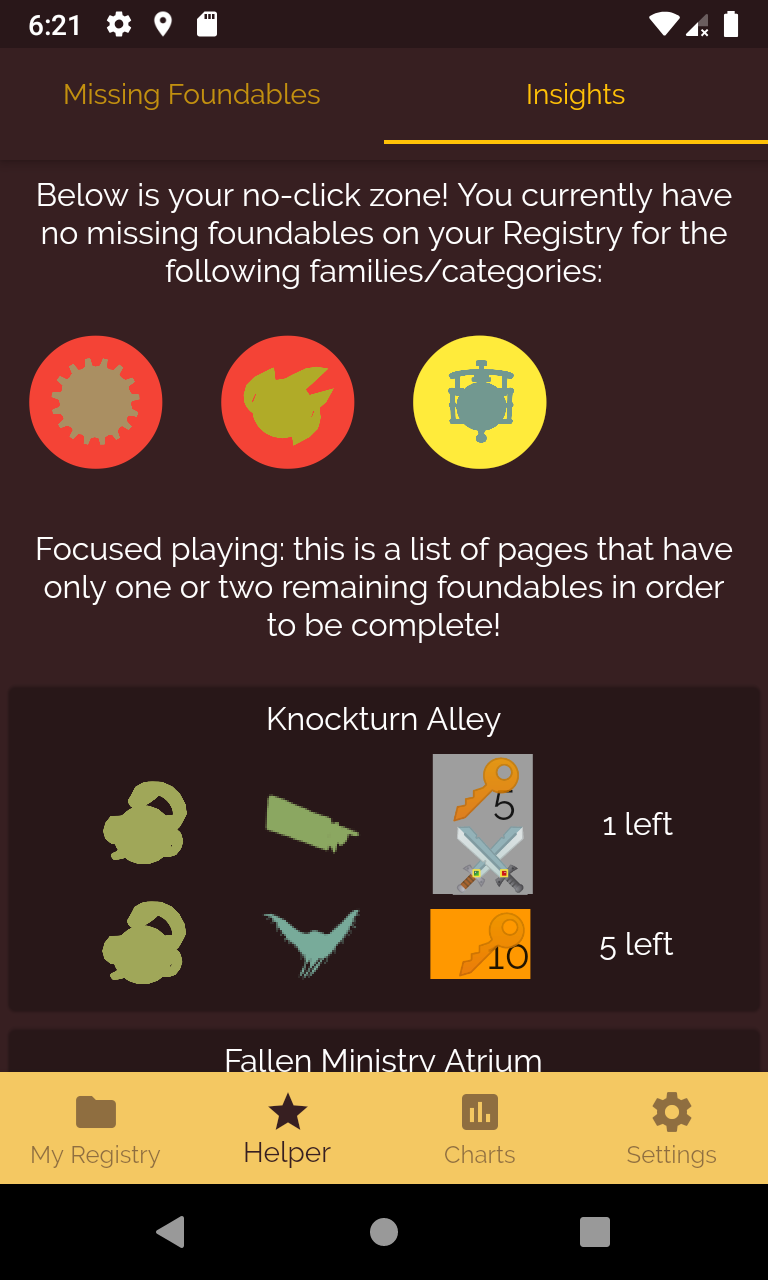 6:21
Missing Foundables
Insights
Below is your no-click zone! You currently have
no missing foundables on your Registry for the
following families/categories:
Focused playing: this is a list of pages that have
only one or two remaining foundables in order
to be complete!
Knockturn Alley
5
1 left
10
5 left
Fallen Ministry Atrium
My Registry
Helper
Charts
Settings